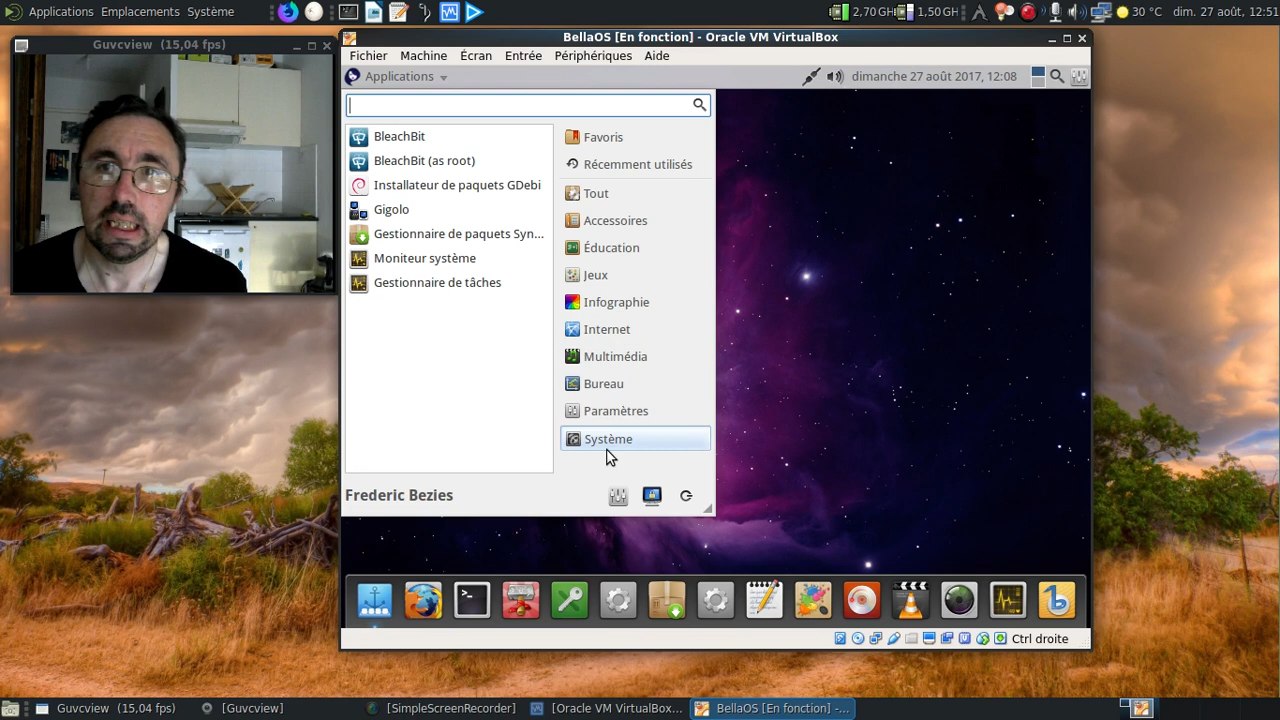 Applications Emplacements Système
2,70 GH 1,50 GH 30 °C dim. 27 août, 12:51
Guvcview (15,04 fps)
BellaOS [En fonction] - Oracle VM VirtualBox
Fichier Machine Écran Entrée Périphériques Aide
Applications
dimanche 27 août 2017, 12:08
BleachBit
BleachBit (as root)
Installateur de paquets GDebi
Gigolo
Gestionnaire de paquets Syn...
Moniteur système
Gestionnaire de tâches
Favoris
Récemment utilisés
Tout
Accessoires
Éducation
Jeux
Infographie
Internet
Multimédia
Bureau
Paramètres
Système
Frederic Bezies
Ctrl droite
Guvcview (15,04 fps)
[Guvcview]
[SimpleScreenRecorder]
[Oracle VM VirtualBox...
BellaOS [En fonction] -...